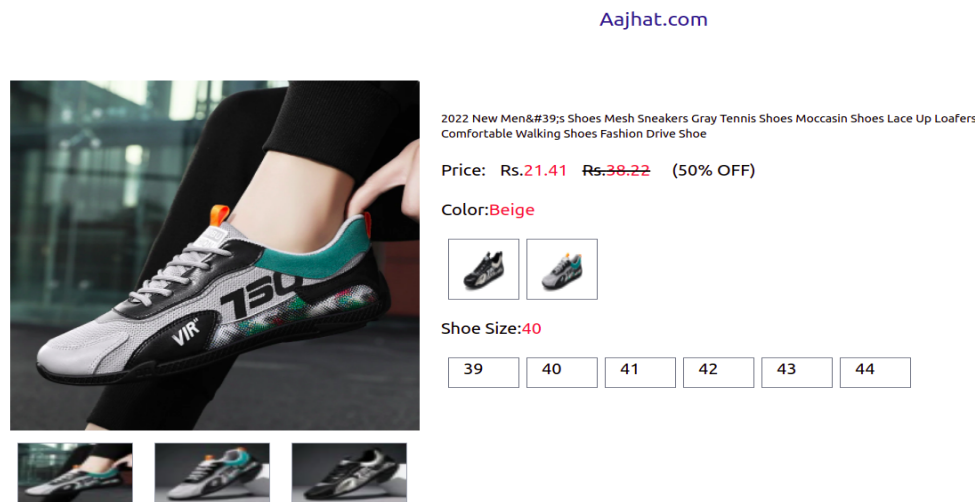 Aajhat.com
2022 New Men&#39;s Shoes Mesh Sneakers Gray Tennis Shoes Moccasin Shoes Lace Up Loafers
Comfortable Walking Shoes Fashion Drive Shoe
Price: Rs.21.41 Rs.38.22 (50% OFF)
Color:Beige
Shoe Size:40
39 40 41 42 43 44
750
VIR